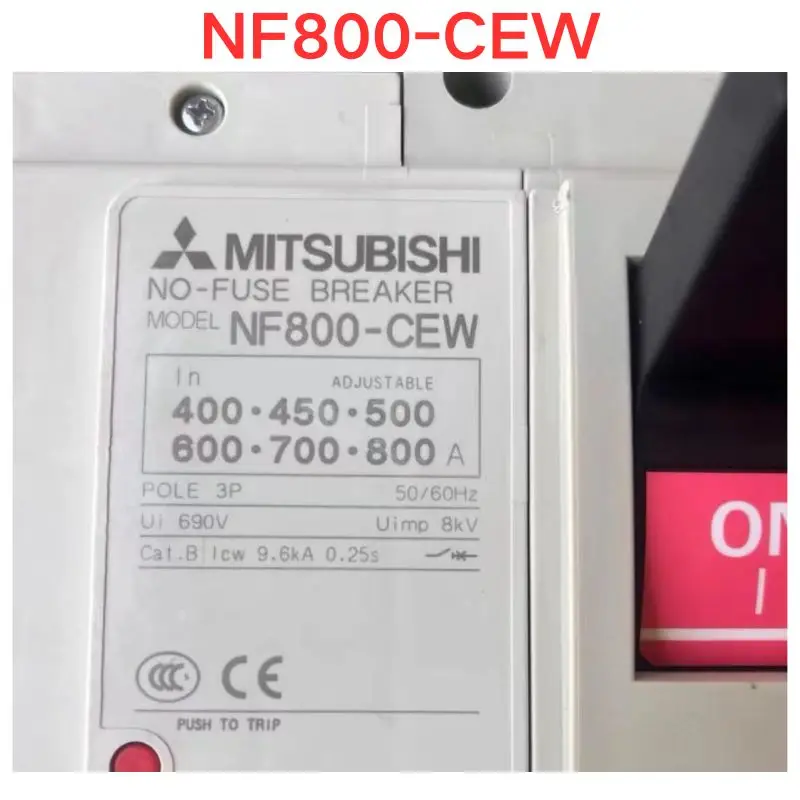 NF800-CEW
MITSUBISHI
NO-FUSE BREAKER
MODEL NF800-CEW
In ADJUSTABLE
400·450·500
600·700·800 A
POLE 3P 50/60Hz
Ui 690V Uimp 8kV
Cat.B Icw 9.6kA 0.25s
CCC S CE
PUSH TO TRIP
I